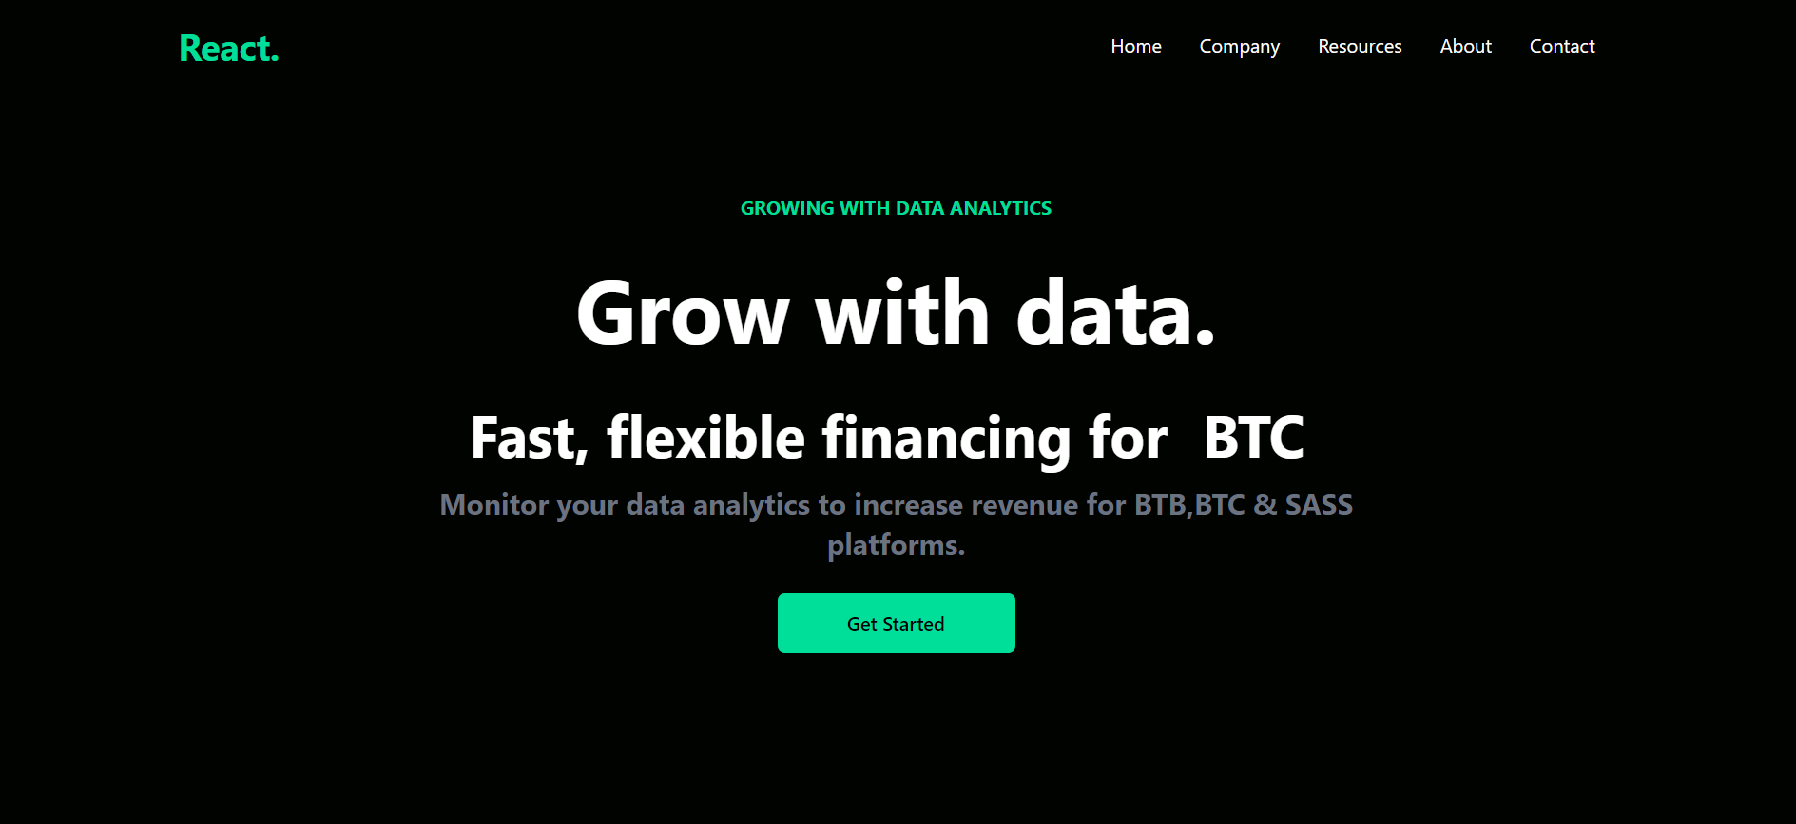 React.
Home Company Resources About Contact
GROWING WITH DATA ANALYTICS
Grow with data.
Fast, flexible financing for BTC
Monitor your data analytics to increase revenue for BTB,BTC & SASS
platforms.
Get Started